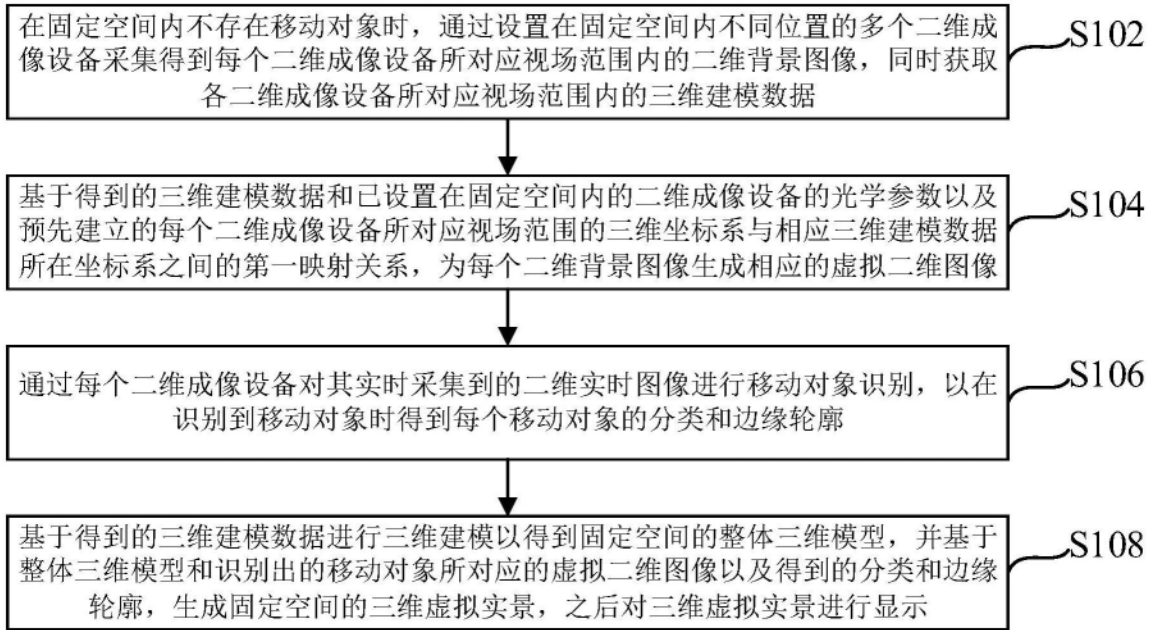 在固定空间内不存在移动对象时，通过设置在固定空间内不同位置的多个二维成
像设备采集得到每个二维成像设备所对应视场范围内的二维背景图像，同时获取
各二维成像设备所对应视场范围内的三维建模数据
S102
基于得到的三维建模数据和已设置在固定空间内的二维成像设备的光学参数以及
预先建立的每个二维成像设备所对应视场范围的三维坐标系与相应三维建模数据
所在坐标系之间的第一映射关系，为每个二维背景图像生成相应的虚拟二维图像
S104
通过每个二维成像设备对其实时采集到的二维实时图像进行移动对象识别，以在
识别到移动对象时得到每个移动对象的分类和边缘轮廓
S106
基于得到的三维建模数据进行三维建模以得到固定空间的整体三维模型，并基于
整体三维模型和识别出的移动对象所对应的虚拟二维图像以及得到的分类和边缘
轮廓，生成固定空间的三维虚拟实景，之后对三维虚拟实景进行显示
S108